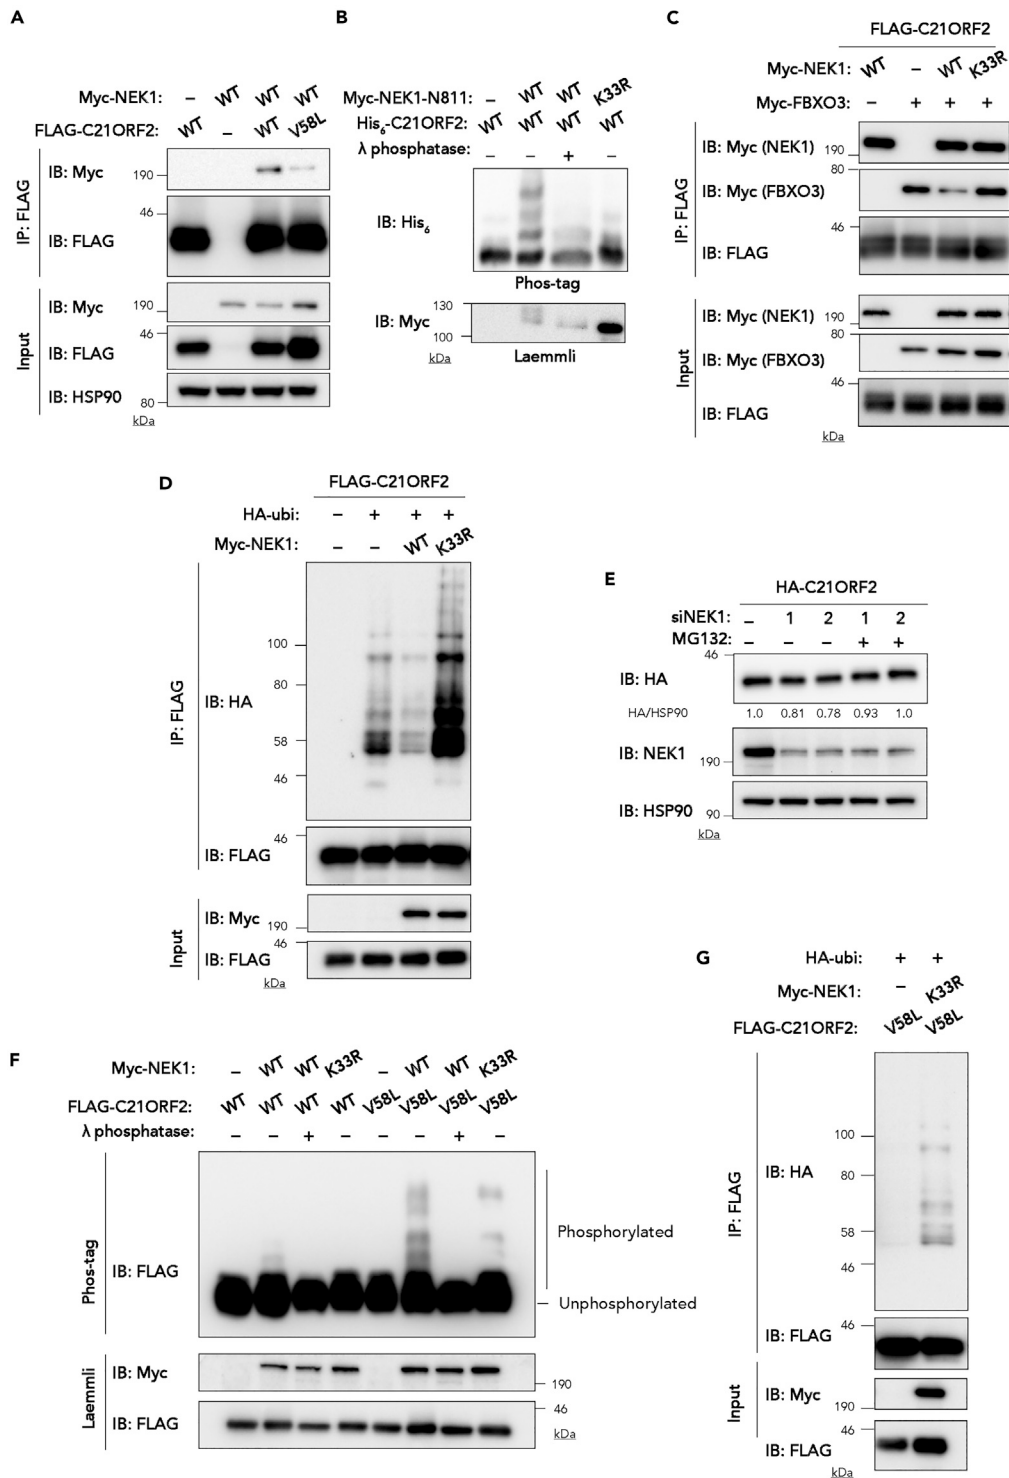 A
Myc-NEK1: – WT WT WT
FLAG-C21ORF2: WT – WT V58L
IP: FLAG
IB: Myc 190
46
IB: FLAG
Input
IB: Myc 190
46
IB: FLAG
IB: HSP90
80
kDa
B
Myc-NEK1-N811: – WT WT K33R
His6-C21ORF2: WT WT WT WT
λ phosphatase: – – + –
IB: His6
Phos-tag
130
IB: Myc
100
kDa
Laemmli
C
FLAG-C21ORF2
Myc-NEK1: WT – WT K33R
Myc-FBXO3: – + + +
IP: FLAG
IB: Myc (NEK1)
190
80
IB: Myc (FBXO3)
46
IB: FLAG
Input
IB: Myc (NEK1)
190
80
IB: Myc (FBXO3)
46
IB: FLAG
kDa
D
FLAG-C21ORF2
HA-ubi: – + + +
Myc-NEK1: – – WT K33R
IP: FLAG
100
80
IB: HA
58
46
46
IB: FLAG
Input
IB: Myc
190
46
IB: FLAG
kDa
E
HA-C21ORF2
siNEK1: – 1 2 1 2
MG132: – – – + +
46
IB: HA
HA/HSP90 1.0 0.81 0.78 0.93 1.0
IB: NEK1
190
IB: HSP90
90
kDa
F
Myc-NEK1: – WT WT K33R – WT WT K33R
FLAG-C21ORF2: WT WT WT WT V58L V58L V58L V58L
λ phosphatase: – – + – – – + –
Phos-tag
IB: FLAG
Phosphorylated
Unphosphorylated
Laemmli
IB: Myc
190
46
IB: FLAG
kDa
G
HA-ubi: + +
Myc-NEK1: – K33R
FLAG-C21ORF2: V58L V58L
IP: FLAG
100
IB: HA
80
58
46
46
IB: FLAG
Input
IB: Myc
190
46
IB: FLAG
kDa